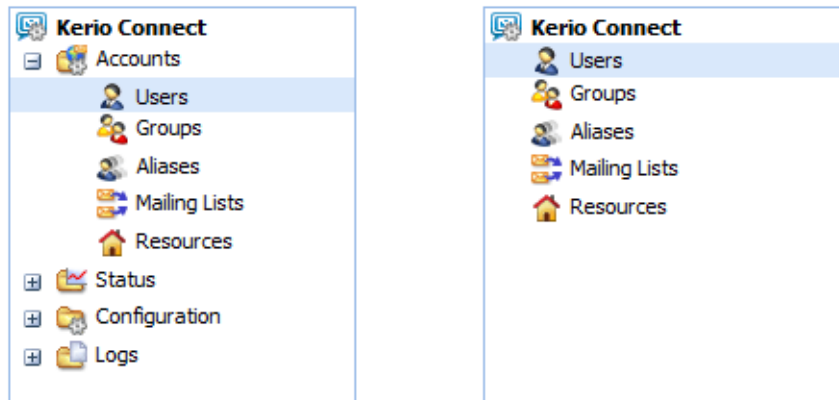 Kerio Connect
Accounts
Users
Groups
Aliases
Mailing Lists
Resources
Status
Configuration
Logs
Kerio Connect
Users
Groups
Aliases
Mailing Lists
Resources